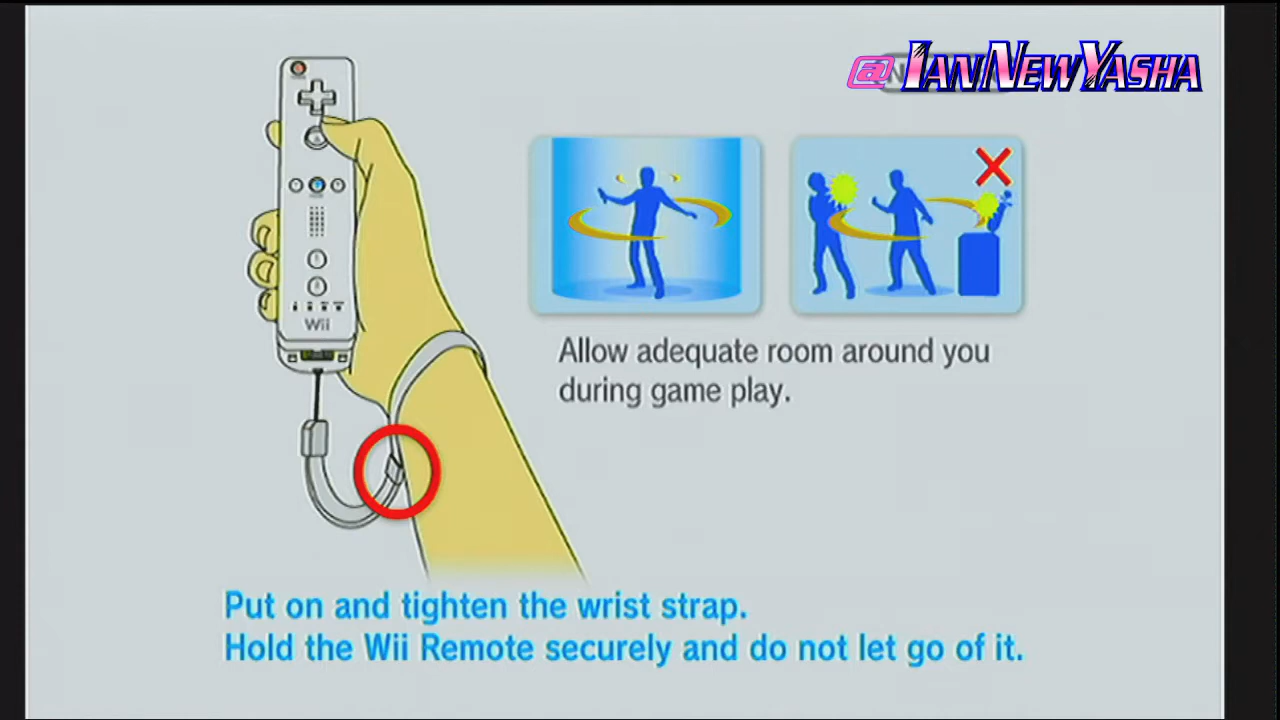 @IanNewYasha
Allow adequate room around you
during game play.
Wii
Put on and tighten the wrist strap.
Hold the Wii Remote securely and do not let go of it.